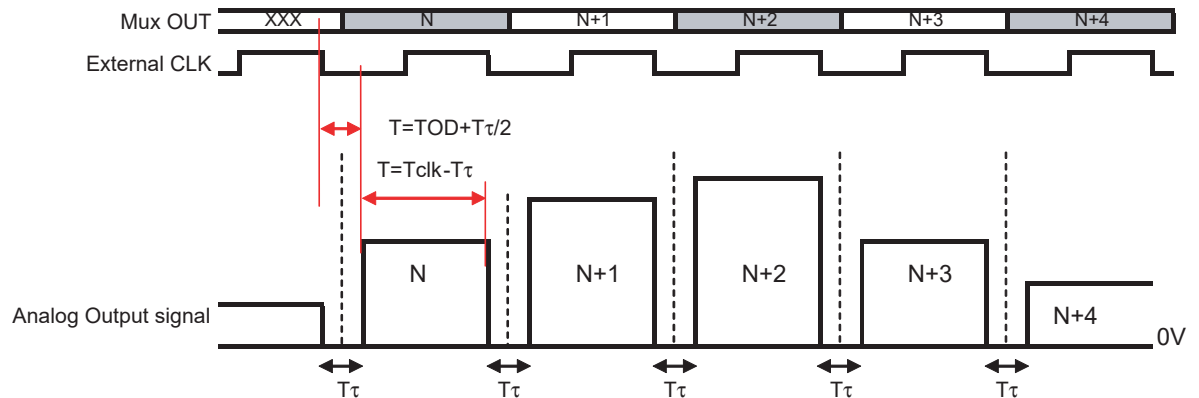 Mux OUT XXX N N+1 N+2 N+3 N+4
External CLK
T=TOD+Tτ/2
T=Tclk-Tτ
N N+1 N+2 N+3 N+4
Analog Output signal 0V
Tτ Tτ Tτ Tτ Tτ